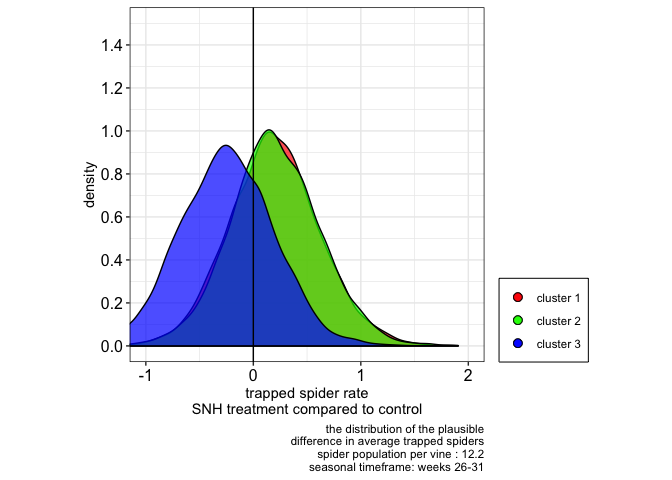 1.4
1.2
1.0
0.8
0.6
0.4
0.2
0.0
density
-1 0 1 2
trapped spider rate
SNH treatment compared to control
cluster 1
cluster 2
cluster 3
the distribution of the plausible
difference in average trapped spiders
spider population per vine : 12.2
seasonal timeframe: weeks 26-31